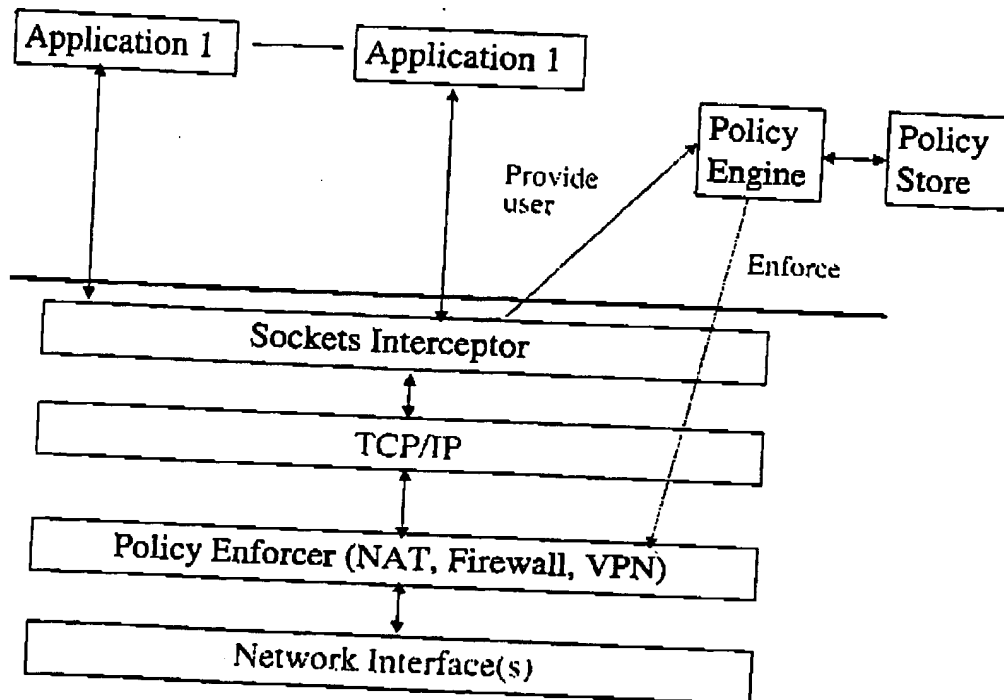 Application 1
Application 1
Policy
Engine
Policy
Store
Provide
user
Enforce
Sockets Interceptor
TCP/IP
Policy Enforcer (NAT, Firewall, VPN)
Network Interface(s)